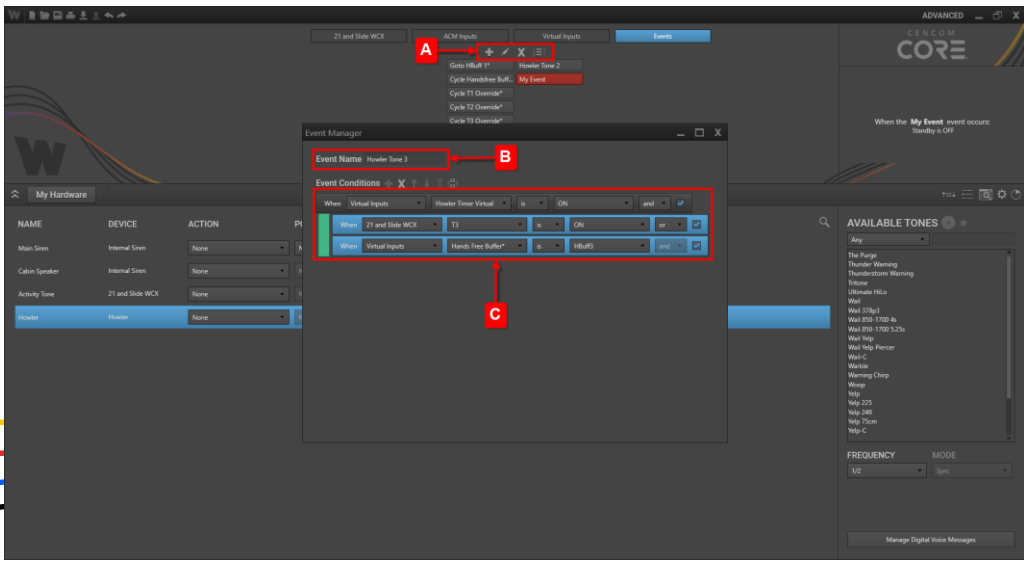 ADVANCED
21 and Slide WCX
ACM Inputs
Virtual Inputs
Events
CENCOM
CORE
A
Goto HBuff 1*
Howler Tone 2
Cycle Handsfree Buff...
My Event
Cycle T1 Override*
Cycle T2 Override*
Cycle T3 Override*
When the My Event event occurs:
Standby is OFF
W
Event Manager
Event Name Howler Tone 3
B
Event Conditions
When Virtual Inputs Howler Timer Virtual is ON and
When 21 and Slide WCX T3 is ON or
When Virtual Inputs Hands Free Buffer* is HBuff3 and
C
My Hardware
NAME DEVICE ACTION
Main Siren Internal Siren None
Cabin Speaker Internal Siren None
Activity Tone 21 and Slide WCX None
Howler Howler None
AVAILABLE TONES
Any
The Purge
Thunder Warning
Thunderstorm Warning
Tritone
Ultimate HiLo
Wail
Wail 378p3
Wail 850-1700 4s
Wail 850-1700 5.25s
Wail Yelp
Wail Yelp Piercer
Wail-C
Warble
Warning Chirp
Woop
Yelp
Yelp 225
Yelp 249
Yelp 75cm
Yelp-C
FREQUENCY MODE
1/2 Sync
Manage Digital Voice Messages